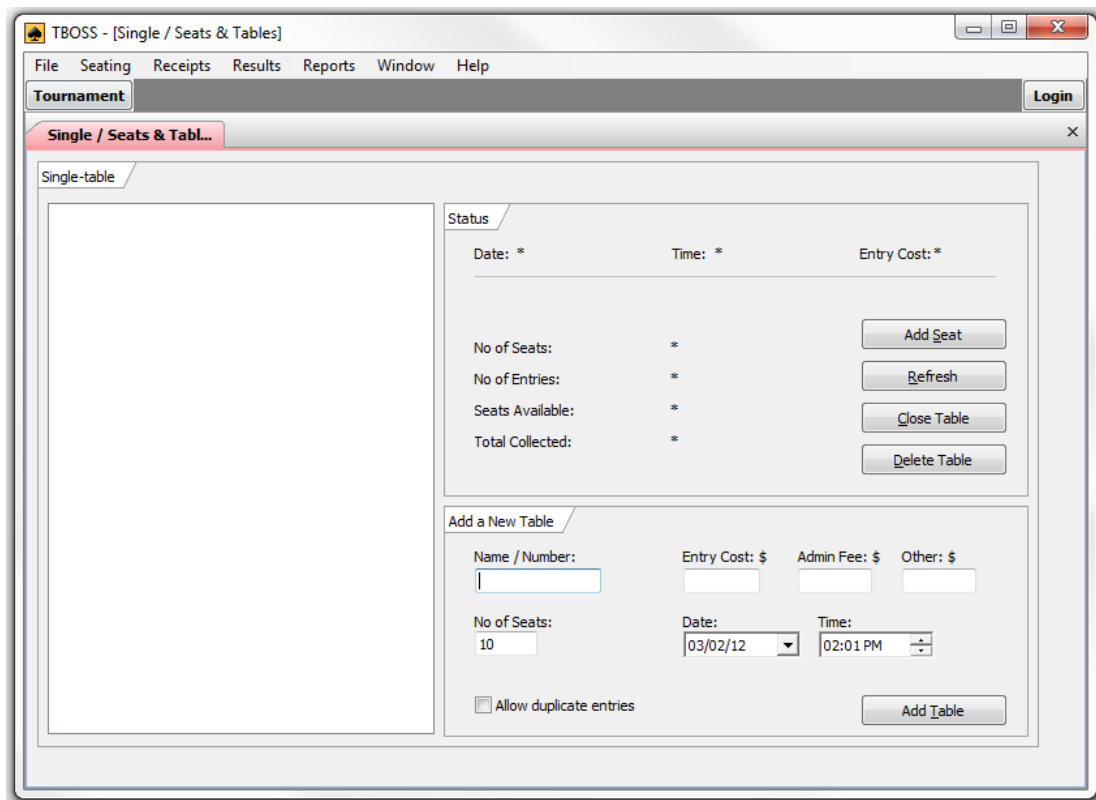 TBOSS - [Single / Seats & Tables]
File Seating Receipts Results Reports Window Help
Tournament Login
Single / Seats & Tabl...
Single-table
Status
Date: * Time: * Entry Cost: *
Add Seat
No of Seats: *
Refresh
No of Entries: *
Seats Available: *
Close Table
Total Collected: *
Delete Table
Add a New Table
Name / Number: Entry Cost: $ Admin Fee: $ Other: $
No of Seats: Date: Time:
10 03/02/12 02:01 PM
Allow duplicate entries
Add Table